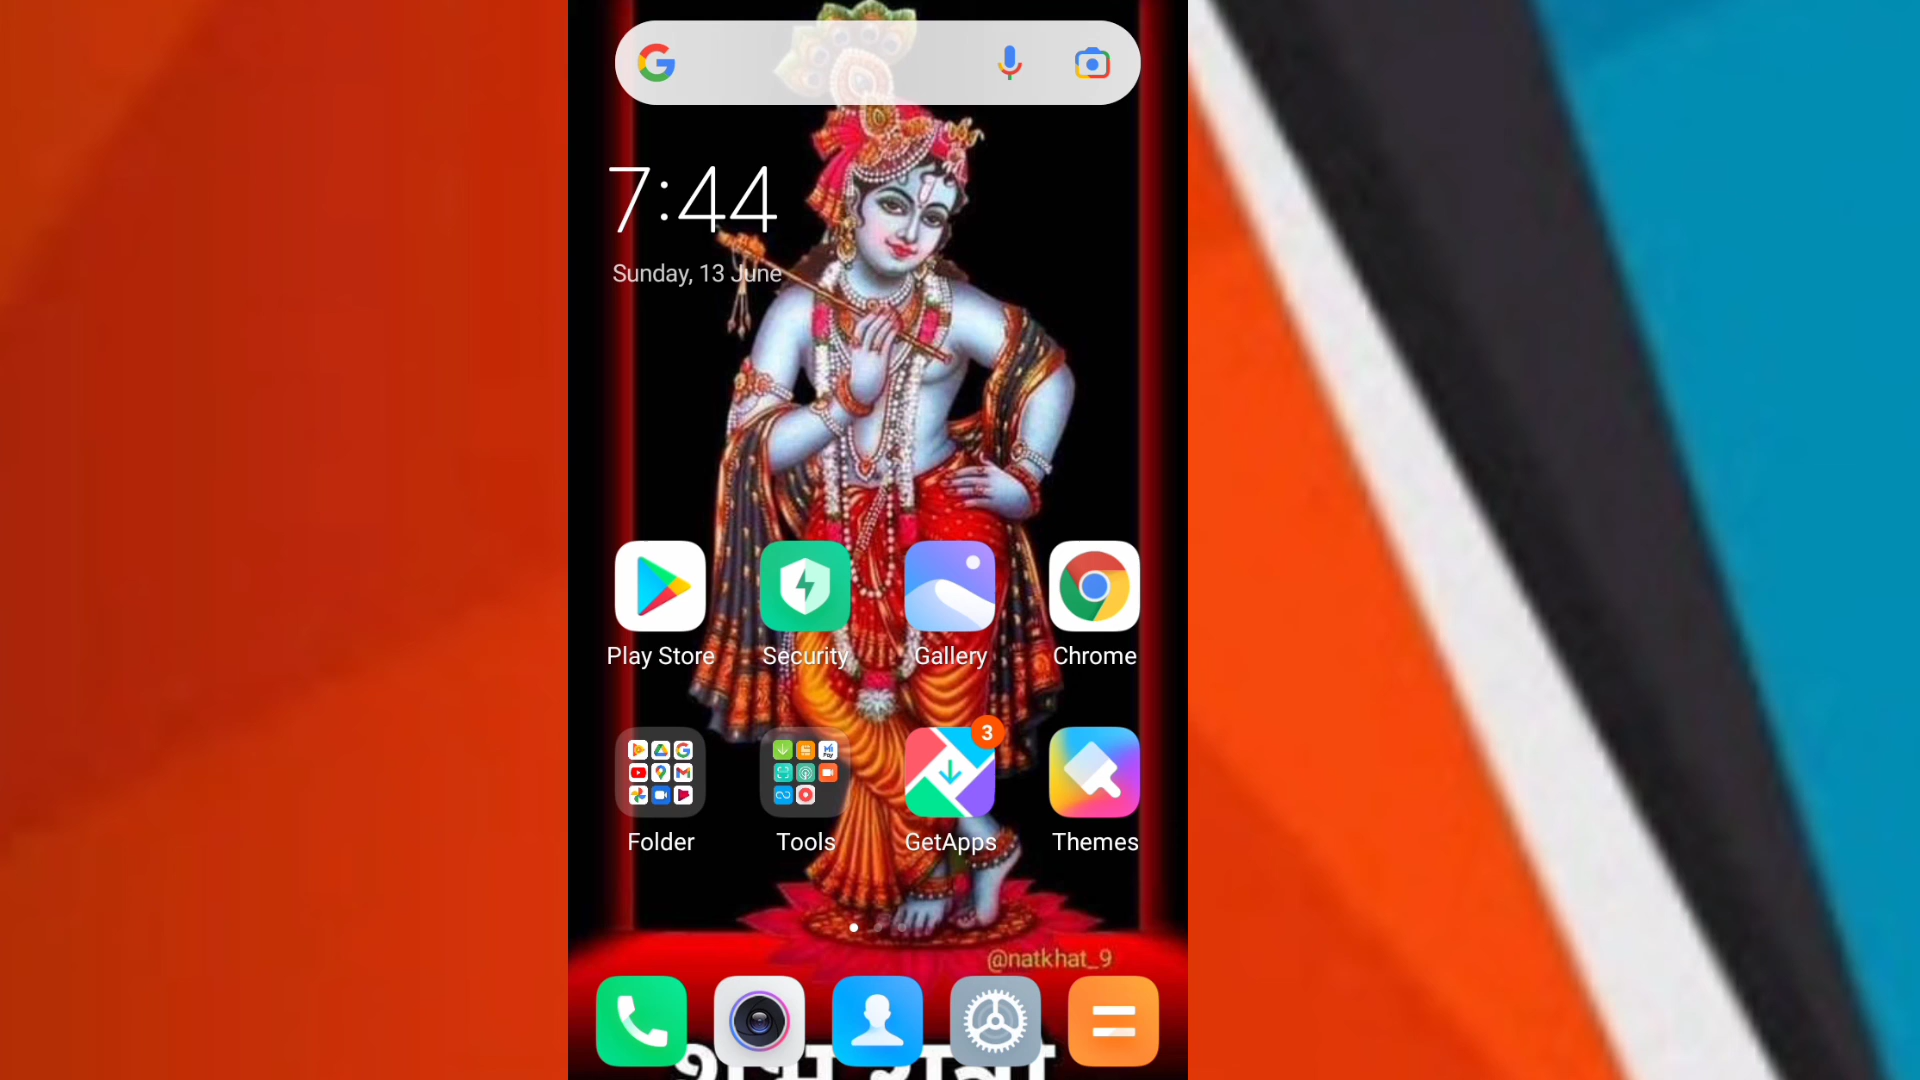 7:44
Sunday, 13 June
Play Store
Security
Gallery
Chrome
3
Folder
Tools
GetApps
Themes
@natkhat_9